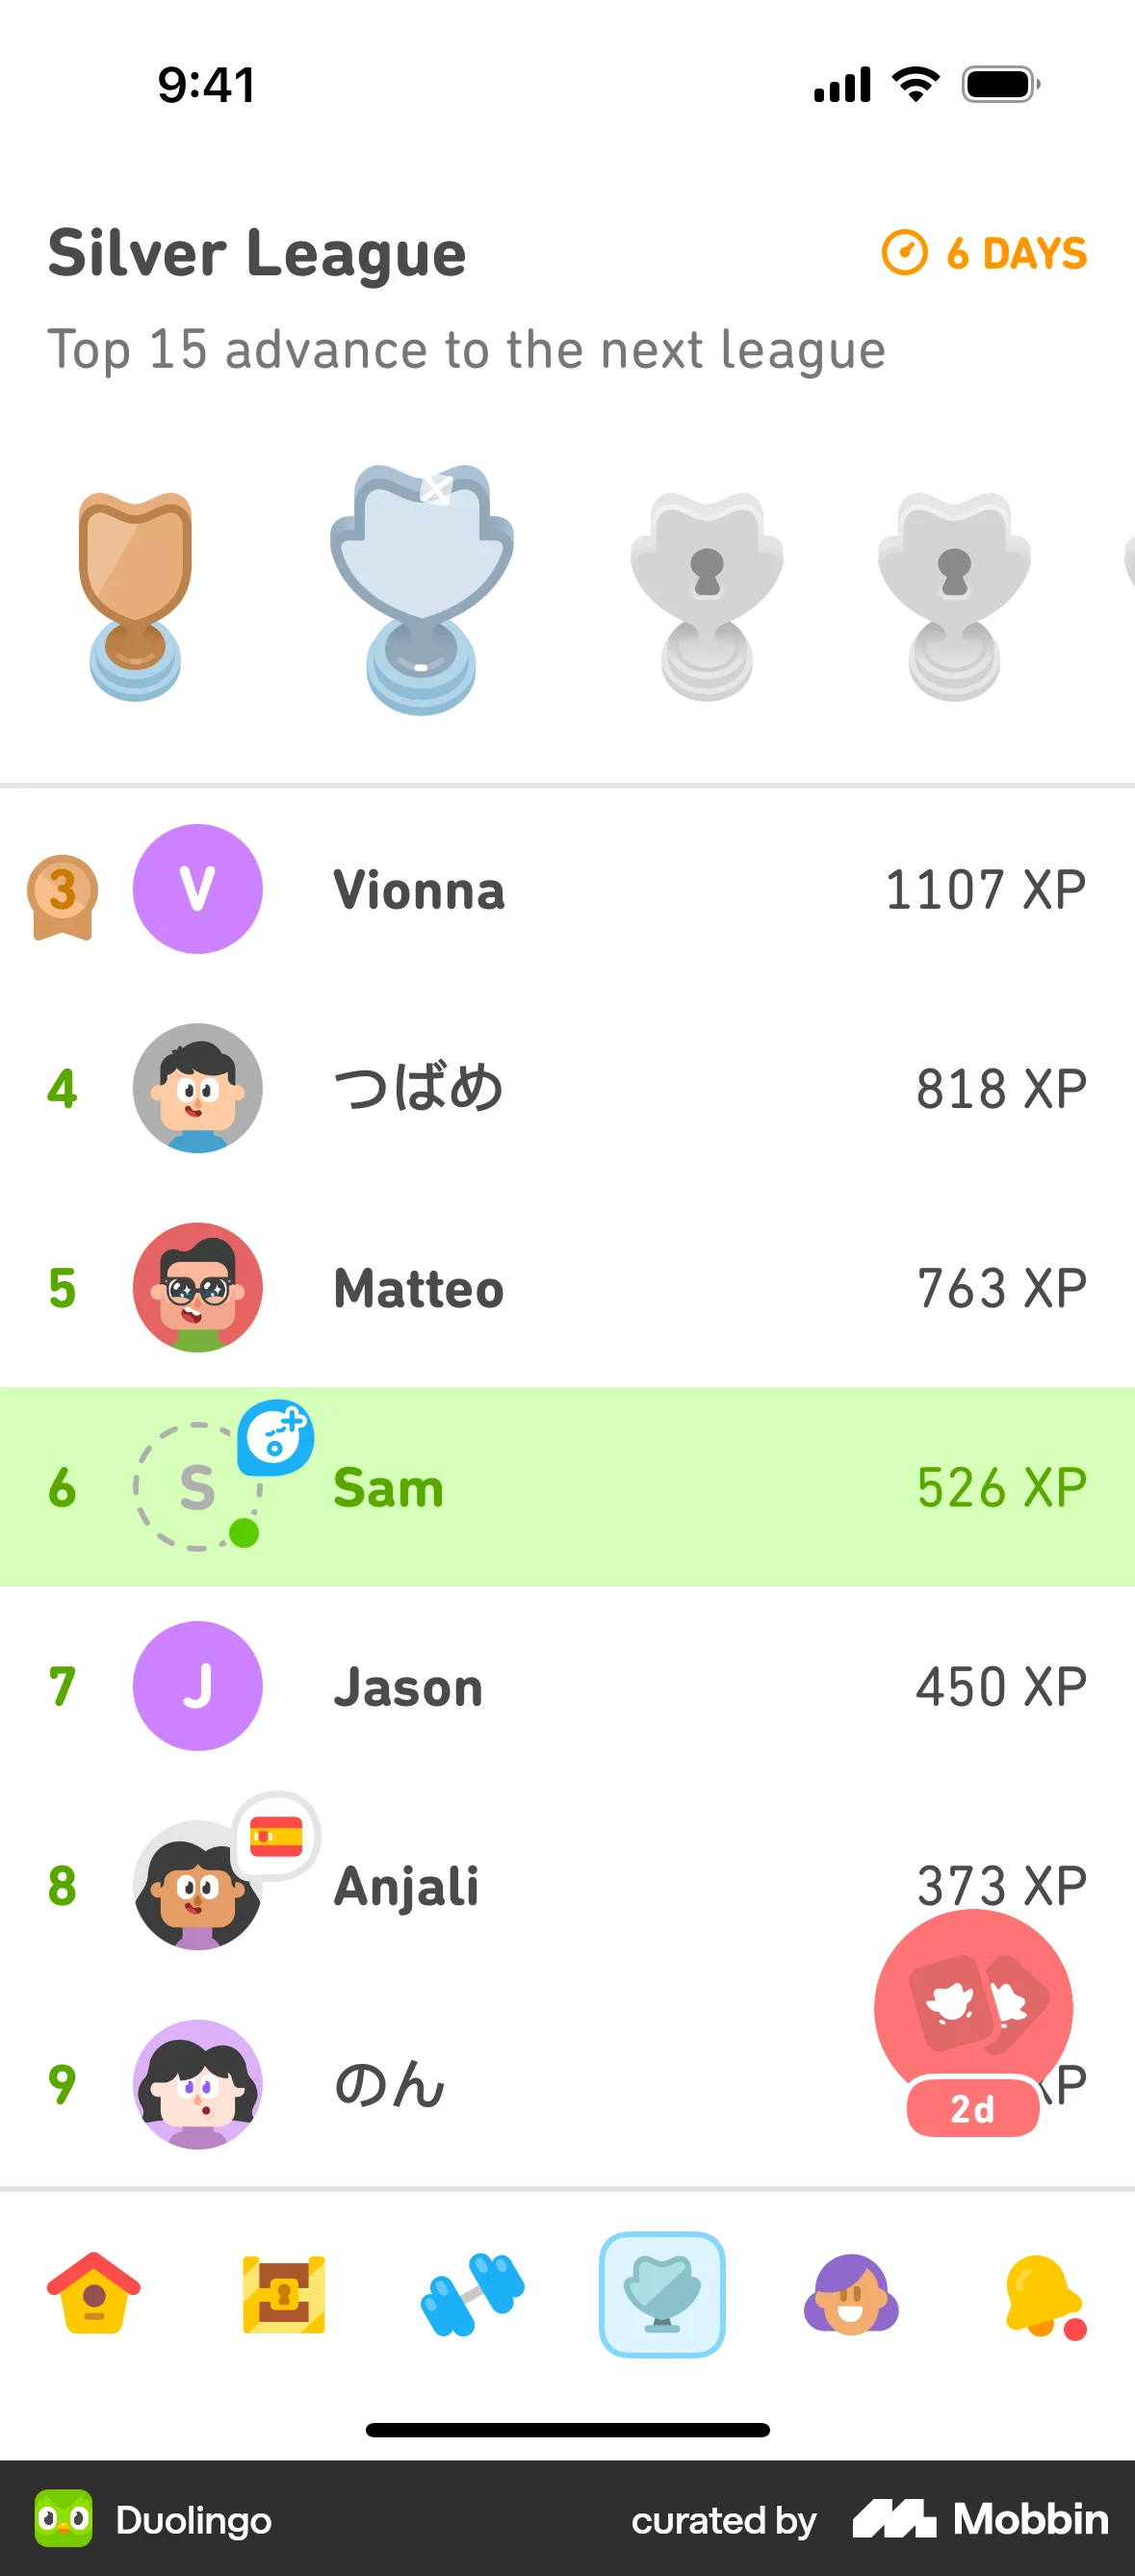 9:41
Silver League
6 DAYS
Top 15 advance to the next league
3 V Vionna 1107 XP
4 つばめ 818 XP
5 Matteo 763 XP
6 S Sam 526 XP
7 J Jason 450 XP
8 Anjali 373 XP
9 のん XP
2d
Duolingo
curated by Mobbin